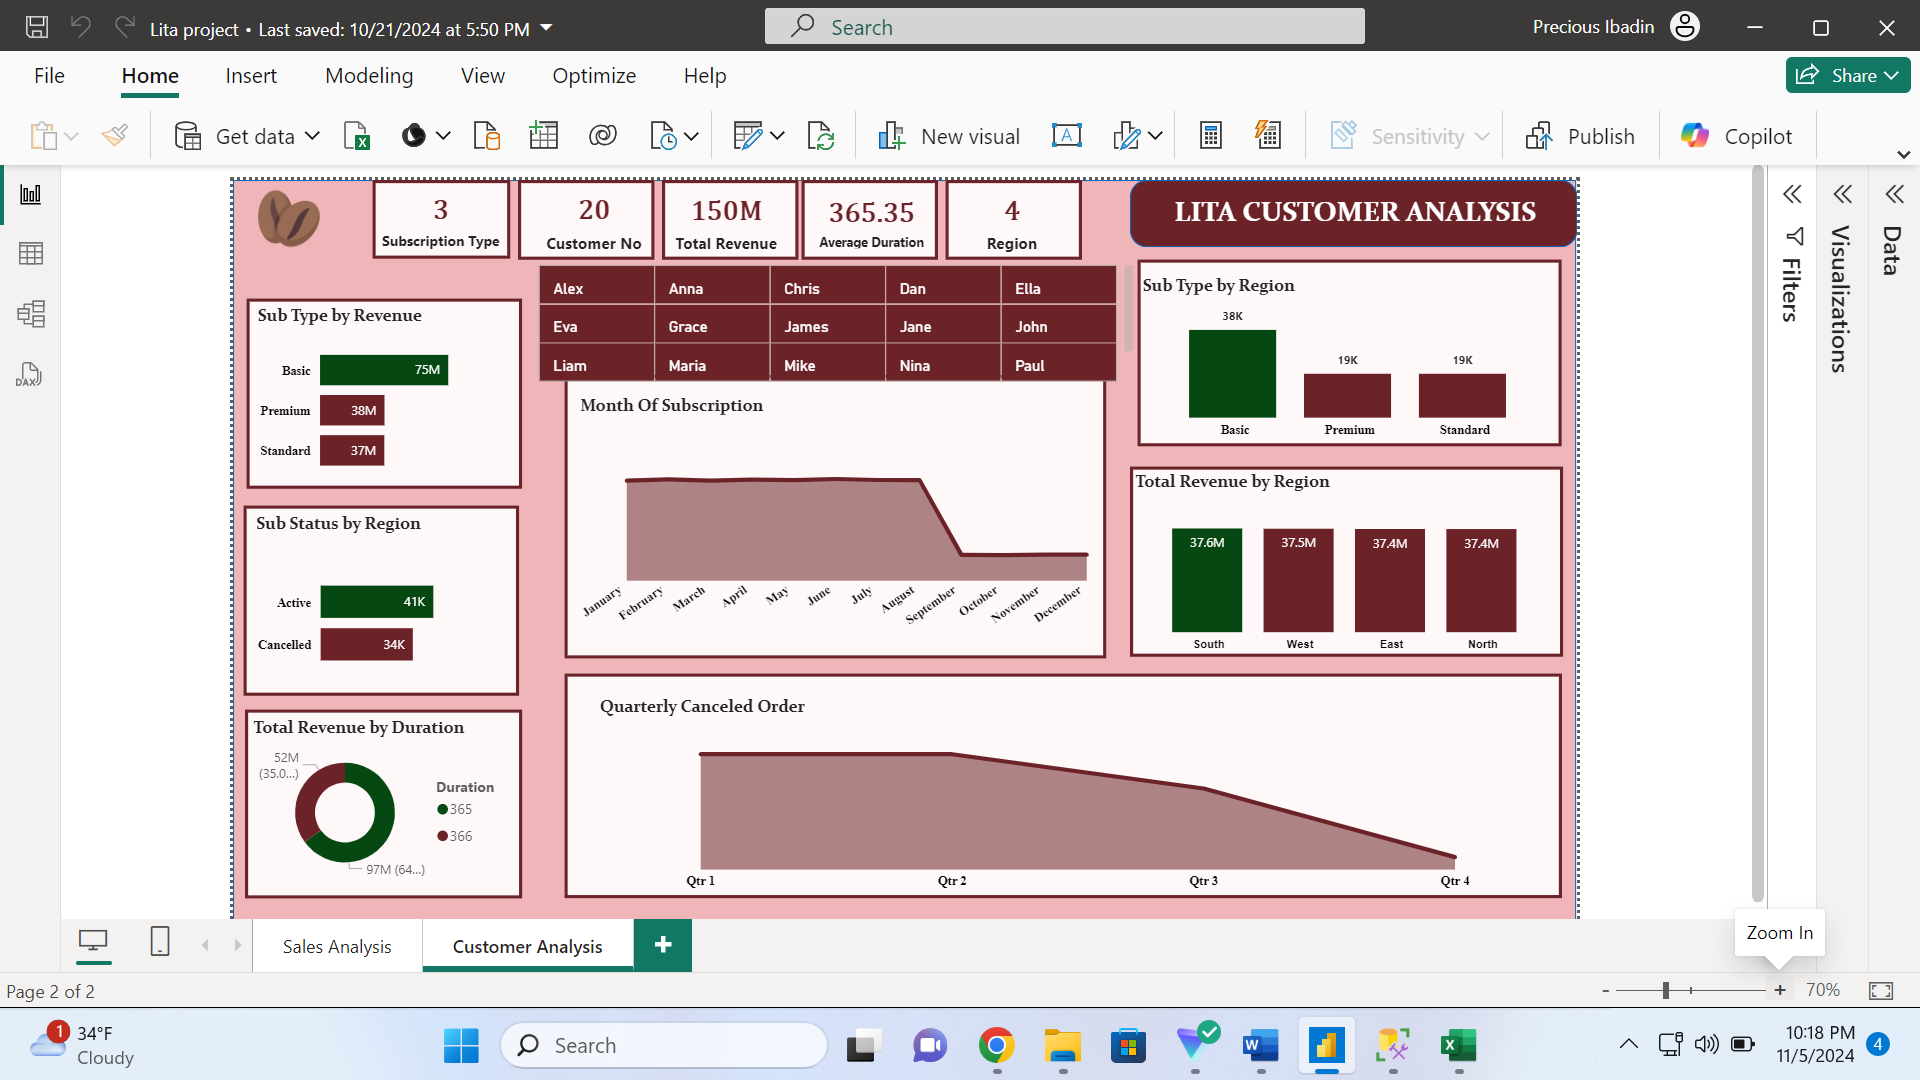 Lita project • Last saved: 10/21/2024 at 5:50 PM
Search
Precious Ibadin
File
Home
Insert
Modeling
View
Optimize
Help
Share
Get data
New visual
Sensitivity
Publish
Copilot
3
Subscription Type
20
Customer No
150M
Total Revenue
365.35
Average Duration
4
Region
LITA CUSTOMER ANALYSIS
Alex Anna Chris Dan Ella
Eva Grace James Jane John
Liam Maria Mike Nina Paul
Sub Type by Revenue
Basic 75M
Premium 38M
Standard 37M
Sub Status by Region
Active 41K
Cancelled 34K
Total Revenue by Duration
52M
(35.0...)
97M (64...)
Duration
365
366
Month Of Subscription
January February March April May June July August September October November December
Sub Type by Region
38K 19K 19K
Basic Premium Standard
Total Revenue by Region
37.6M 37.5M 37.4M 37.4M
South West East North
Quarterly Canceled Order
Qtr 1 Qtr 2 Qtr 3 Qtr 4
Filters
Visualizations
Data
DAX
Sales Analysis
Customer Analysis
Zoom In
Page 2 of 2
- + 70%
1
34°F
Cloudy
Search
10:18 PM
11/5/2024
4